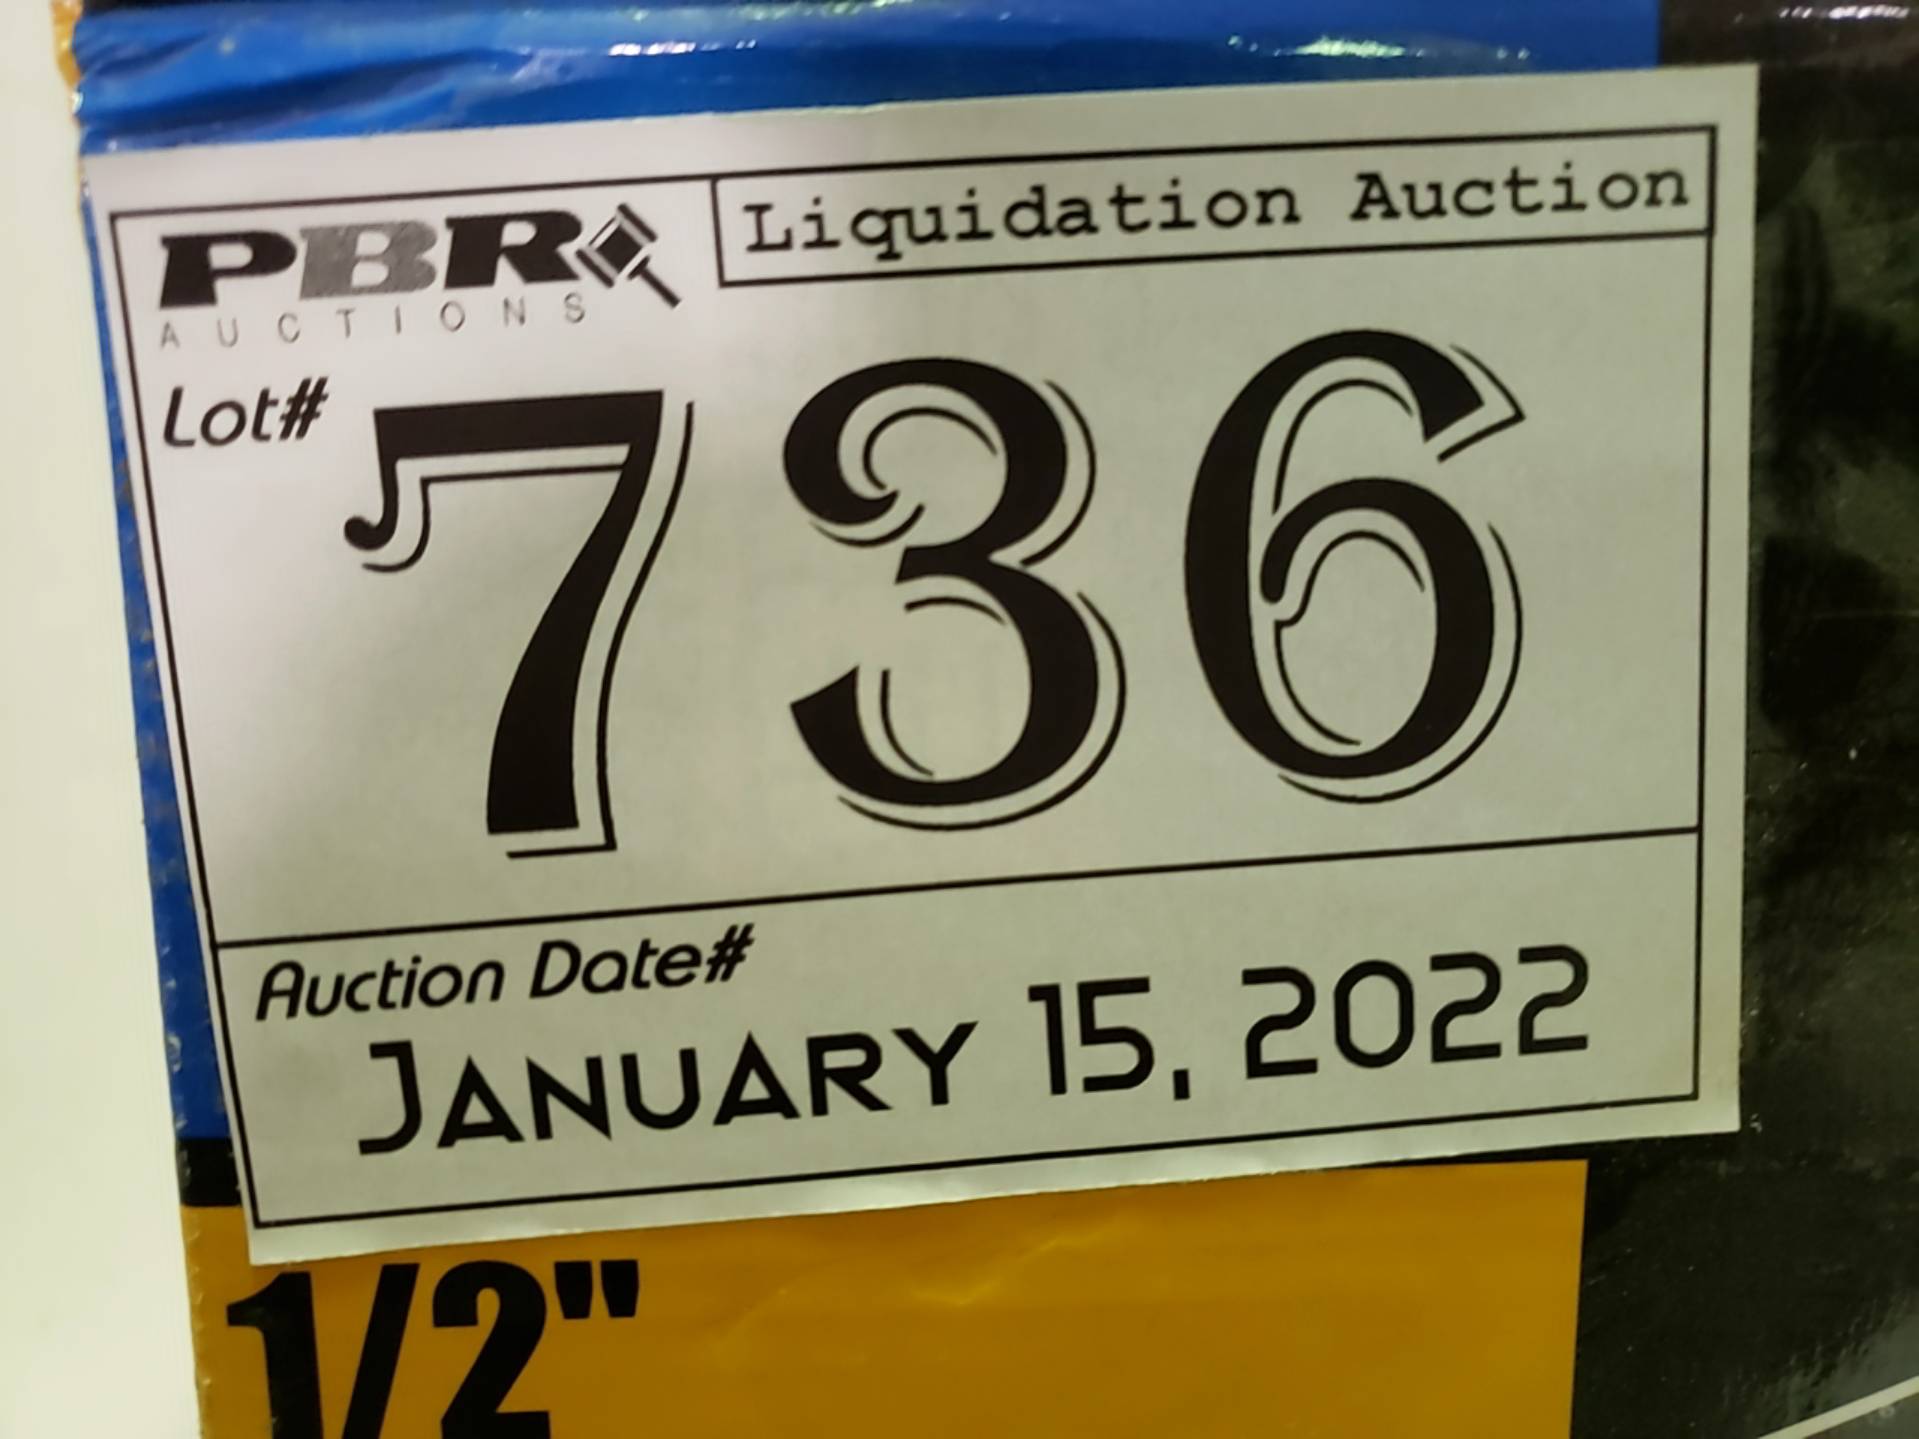 PBR
AUCTIONS
Liquidation Auction
Lot#
736
Auction Date#
JANUARY 15, 2022
1/2"